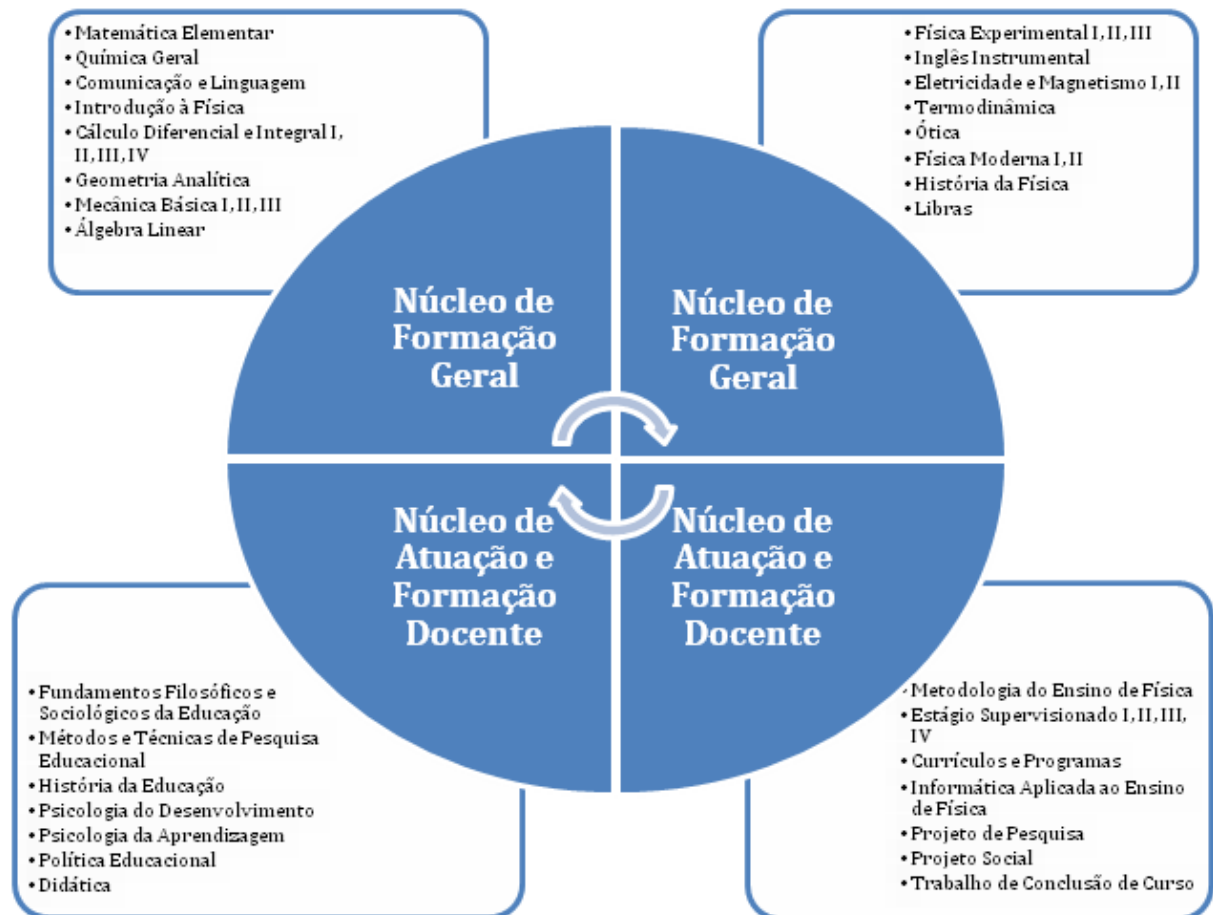 • Matemática Elementar
• Química Geral
• Comunicação e Linguagem
• Introdução à Física
• Cálculo Diferencial e Integral I,
II, III, IV
• Geometria Analítica
• Mecânica Básica I, II, III
• Álgebra Linear
• Física Experimental I, II, III
• Inglês Instrumental
• Eletricidade e Magnetismo I, II
• Termodinâmica
• Ótica
• Física Moderna I, II
• História da Física
• Libras
Núcleo de
Formação
Geral
Núcleo de
Formação
Geral
Núcleo de
Atuação e
Formação
Docente
Núcleo de
Atuação e
Formação
Docente
• Fundamentos Filosóficos e
Sociológicos da Educação
• Métodos e Técnicas de Pesquisa
Educacional
• História da Educação
• Psicologia do Desenvolvimento
• Psicologia da Aprendizagem
• Política Educacional
• Didática
• Metodologia do Ensino de Física
• Estágio Supervisionado I, II, III,
IV
• Currículos e Programas
• Informática Aplicada ao Ensino
de Física
• Projeto de Pesquisa
• Projeto Social
• Trabalho de Conclusão de Curso